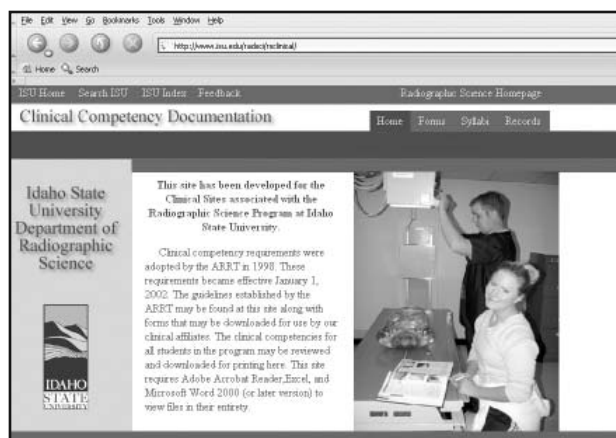 File Edit View Go Bookmarks Tools Window Help
http://www.isu.edu/radsci/rsclinical/
Home Search
ISU Home Search ISU ISU Index Feedback Radiographic Science Homepage
Clinical Competency Documentation
Home Forms Syllabi Records
Idaho State
University
Department of
Radiographic
Science
IDAHO
STATE
UNIVERSITY
This site has been developed for the
Clinical Sites associated with the
Radiographic Science Program at Idaho
State University.
Clinical competency requirements were
adopted by the ARRT in 1998. These
requirements became effective January 1,
2002. The guidelines established by the
ARRT may be found at this site along with
forms that may be downloaded for use by our
clinical affiliates. The clinical competencies for
all students in the program may be reviewed
and downloaded for printing here. This site
requires Adobe Acrobat Reader,Excel, and
Microsoft Word 2000 (or later version) to
view files in their entirety.